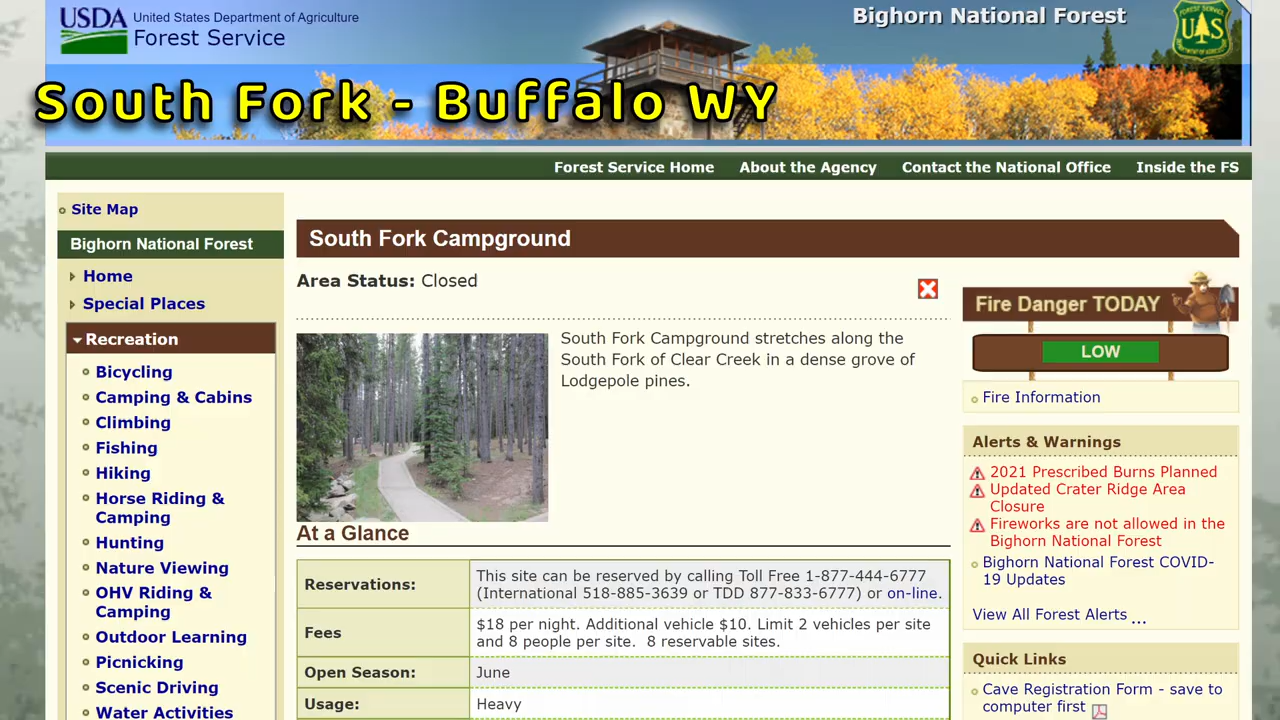 USDA
United States Department of Agriculture
Forest Service
Bighorn National Forest
South Fork - Buffalo WY
Forest Service Home
About the Agency
Contact the National Office
Inside the FS
Site Map
Bighorn National Forest
Home
Special Places
Recreation
Bicycling
Camping & Cabins
Climbing
Fishing
Hiking
Horse Riding &
Camping
Hunting
Nature Viewing
OHV Riding &
Camping
Outdoor Learning
Picnicking
Scenic Driving
Water Activities
South Fork Campground
Area Status: Closed
South Fork Campground stretches along the
South Fork of Clear Creek in a dense grove of
Lodgepole pines.
At a Glance
Reservations:
This site can be reserved by calling Toll Free 1-877-444-6777
(International 518-885-3639 or TDD 877-833-6777) or on-line.
Fees
$18 per night. Additional vehicle $10. Limit 2 vehicles per site
and 8 people per site. 8 reservable sites.
Open Season:
June
Usage:
Heavy
Fire Danger TODAY
LOW
Fire Information
Alerts & Warnings
2021 Prescribed Burns Planned
Updated Crater Ridge Area
Closure
Fireworks are not allowed in the
Bighorn National Forest
Bighorn National Forest COVID-
19 Updates
View All Forest Alerts ...
Quick Links
Cave Registration Form - save to
computer first